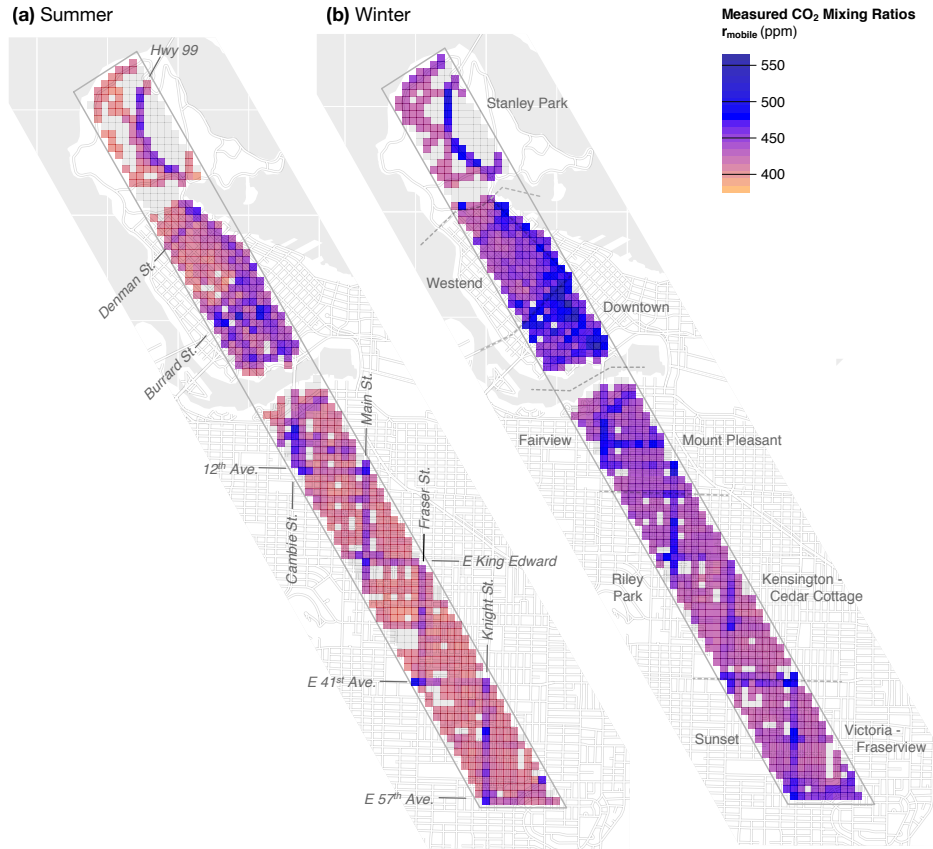 (a) Summer
(b) Winter
Measured CO₂ Mixing Ratios
r_mobile (ppm)
550
500
450
400
Hwy 99
Stanley Park
Denman St.
Westend
Downtown
Burrard St.
Main St.
Fairview
Mount Pleasant
12ᵗʰ Ave.
Cambie St.
Fraser St.
E King Edward
Knight St.
Riley
Park
Kensington -
Cedar Cottage
E 41ˢᵗ Ave.
Sunset
Victoria -
Fraserview
E 57ᵗʰ Ave.